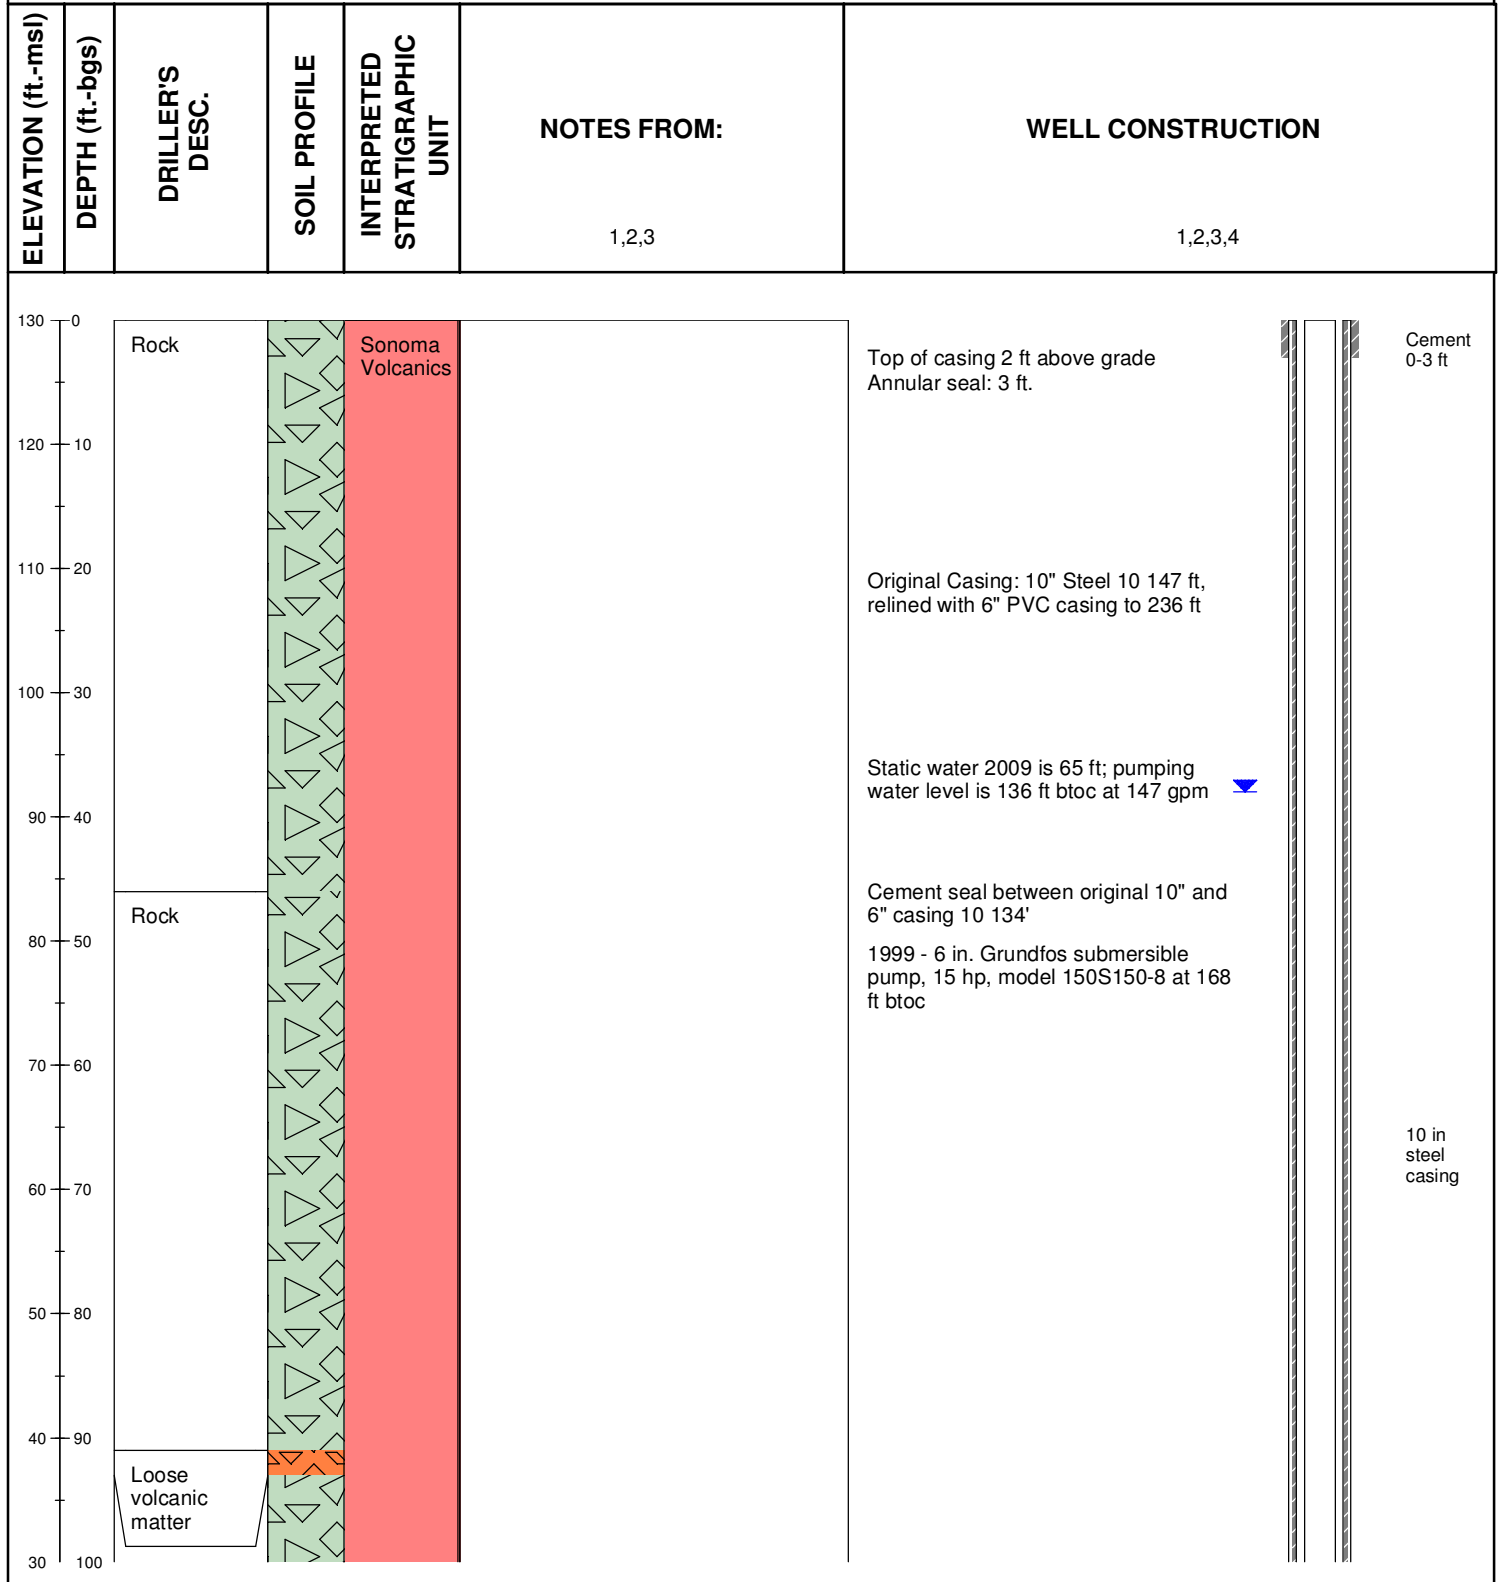 ELEVATION (ft.-msl)
DEPTH (ft.-bgs)
DRILLER'S
DESC.
SOIL PROFILE
INTERPRETED
STRATIGRAPHIC
UNIT
NOTES FROM:
1,2,3
WELL CONSTRUCTION
1,2,3,4
130 0
Rock
Sonoma
Volcanics
Top of casing 2 ft above grade
Annular seal: 3 ft.
Cement
0-3 ft
120 10
110 20
Original Casing: 10" Steel 10 147 ft,
relined with 6" PVC casing to 236 ft
100 30
Static water 2009 is 65 ft; pumping
water level is 136 ft btoc at 147 gpm
90 40
Rock
Cement seal between original 10" and
6" casing 10 134'
80 50
1999 - 6 in. Grundfos submersible
pump, 15 hp, model 150S150-8 at 168
ft btoc
70 60
10 in
steel
casing
60 70
50 80
40 90
Loose
volcanic
matter
30 100